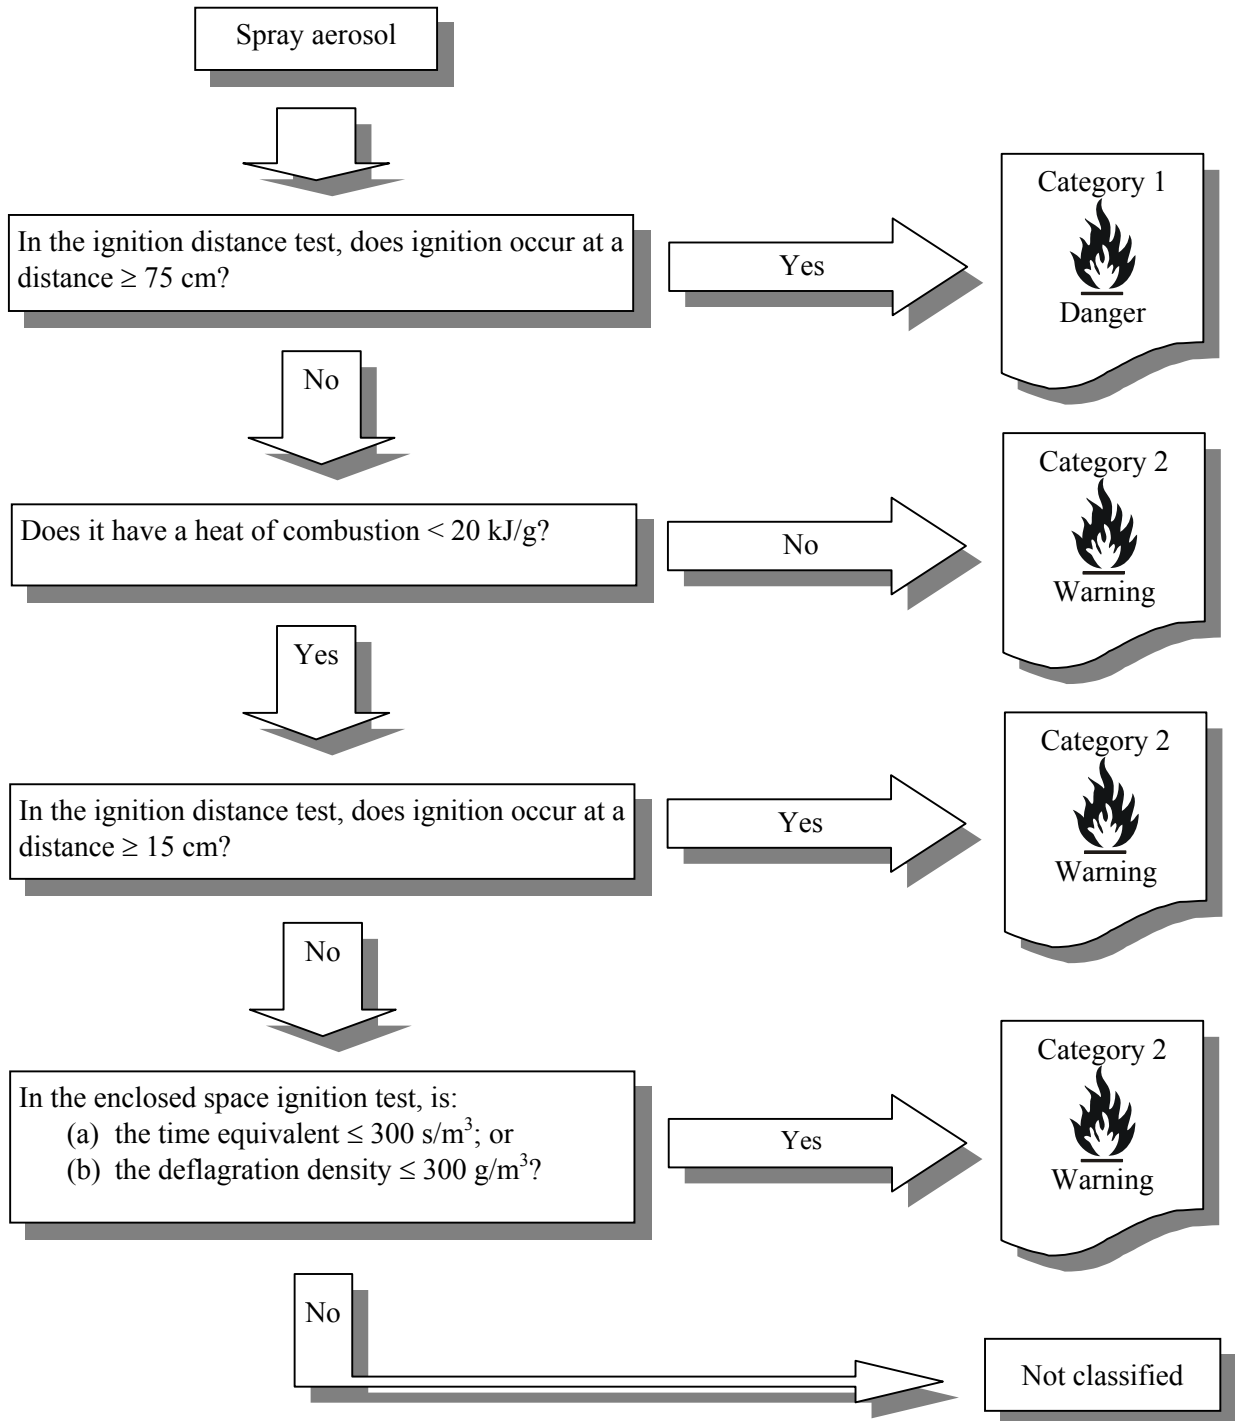 Spray aerosol
In the ignition distance test, does ignition occur at a
distance ≥ 75 cm?
Yes
Category 1
Danger
No
Does it have a heat of combustion < 20 kJ/g?
No
Category 2
Warning
Yes
In the ignition distance test, does ignition occur at a
distance ≥ 15 cm?
Yes
Category 2
Warning
No
In the enclosed space ignition test, is:
(a) the time equivalent ≤ 300 s/m³; or
(b) the deflagration density ≤ 300 g/m³?
Yes
Category 2
Warning
No
Not classified